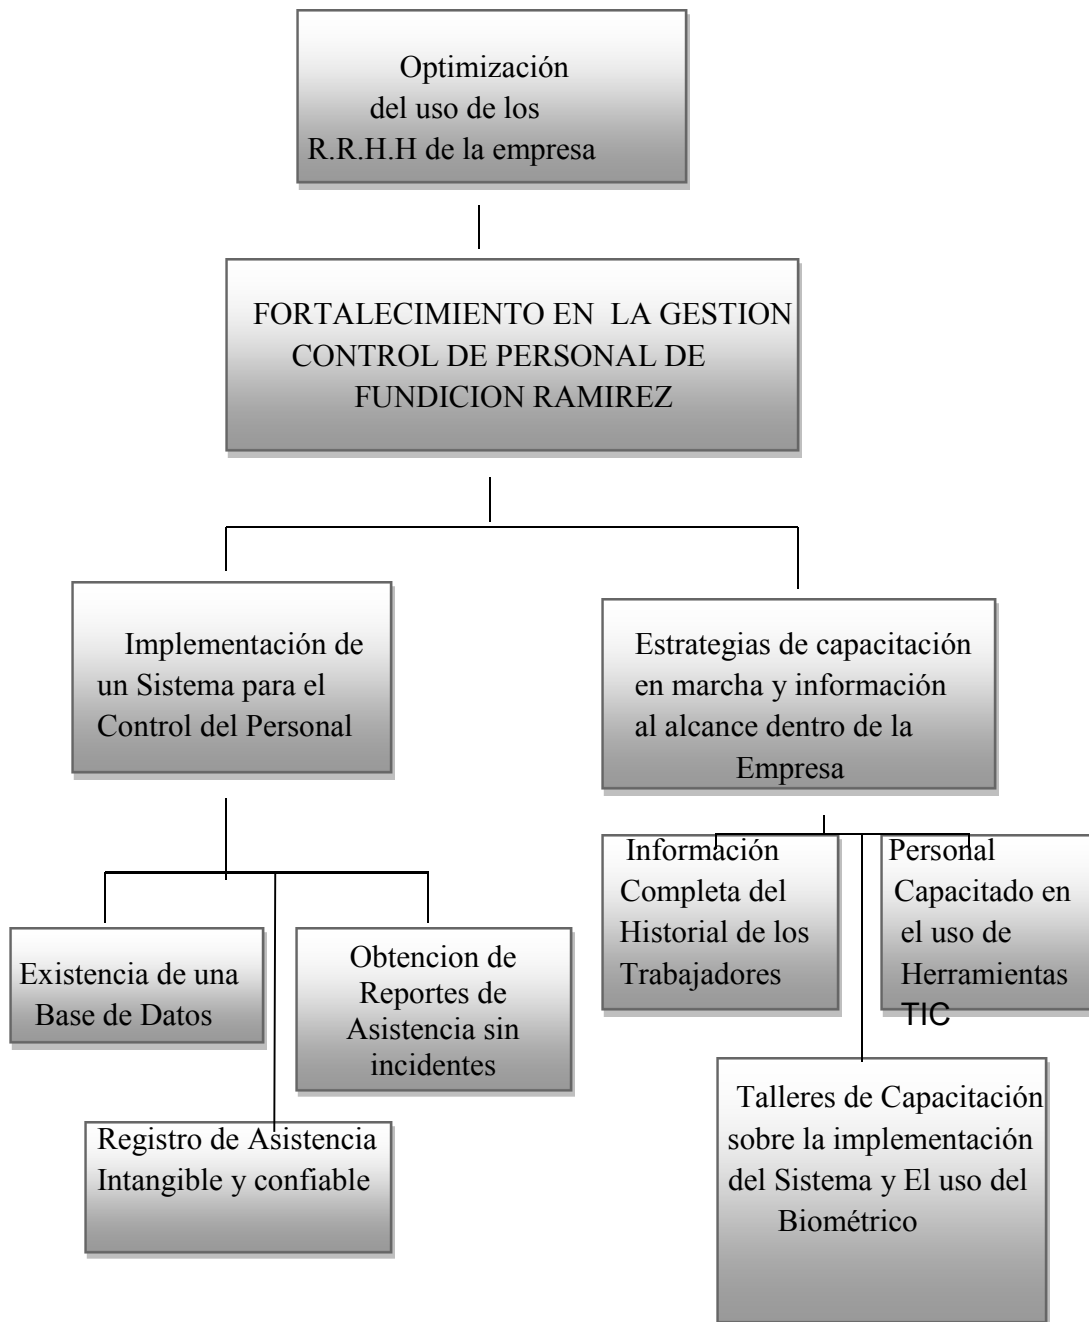 Optimización
del uso de los
R.R.H.H de la empresa
FORTALECIMIENTO EN LA GESTION
CONTROL DE PERSONAL DE
FUNDICION RAMIREZ
Implementación de
un Sistema para el
Control del Personal
Estrategias de capacitación
en marcha y información
al alcance dentro de la
Empresa
Existencia de una
Base de Datos
Obtencion de
Reportes de
Asistencia sin
incidentes
Registro de Asistencia
Intangible y confiable
Información
Completa del
Historial de los
Trabajadores
Personal
Capacitado en
el uso de
Herramientas
TIC
Talleres de Capacitación
sobre la implementación
del Sistema y El uso del
Biométrico